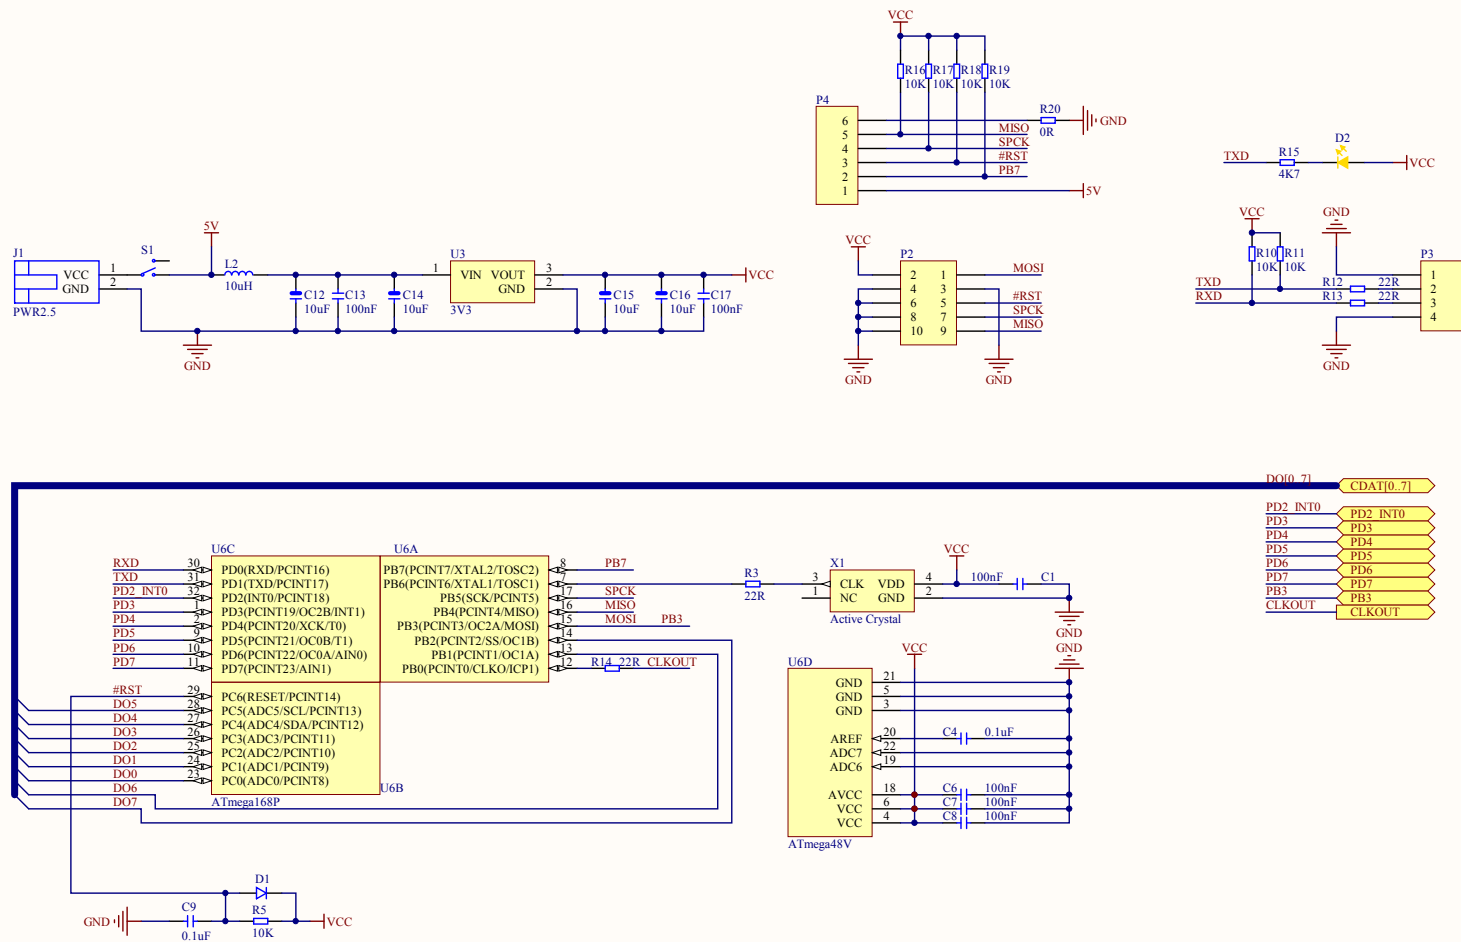 VCC
R16 R17 R18 R19
10K 10K 10K 10K
P4
6
5
4
3
2
1
R20
0R
GND
MISO
SPCK
#RST
PB7
5V
TXD
R15
4K7
D2
VCC
J1
VCC
GND
PWR2.5
1
2
S1
5V
L2
10uH
C12
10uF
C13
100nF
C14
10uF
U3
1
VIN VOUT
GND
3
2
3V3
C15
10uF
C16
10uF
C17
100nF
VCC
GND
VCC
P2
2 1
4 3
6 5
8 7
10 9
MOSI
#RST
SPCK
MISO
GND
GND
VCC
GND
R10 R11
10K 10K
TXD
RXD
R12 22R
R13 22R
P3
1
2
3
4
GND
DO[0..7]
CDAT[0..7]
PD2_INT0 PD2_INT0
PD3 PD3
PD4 PD4
PD5 PD5
PD6 PD6
PD7 PD7
PB3 PB3
CLKOUT CLKOUT
U6C
RXD 30 PD0(RXD/PCINT16)
TXD 31 PD1(TXD/PCINT17)
PD2_INT0 32 PD2(INT0/PCINT18)
PD3 1 PD3(PCINT19/OC2B/INT1)
PD4 2 PD4(PCINT20/XCK/T0)
PD5 9 PD5(PCINT21/OC0B/T1)
PD6 10 PD6(PCINT22/OC0A/AIN0)
PD7 11 PD7(PCINT23/AIN1)
U6A
PB7(PCINT7/XTAL2/TOSC2) 8 PB7
PB6(PCINT6/XTAL1/TOSC1) 7
PB5(SCK/PCINT5) 17 SPCK
PB4(PCINT4/MISO) 16 MISO
PB3(PCINT3/OC2A/MOSI) 15 MOSI PB3
PB2(PCINT2/SS/OC1B) 14
PB1(PCINT1/OC1A) 13
PB0(PCINT0/CLKO/ICP1) 12 R14 22R CLKOUT
#RST 29 PC6(RESET/PCINT14)
DO5 28 PC5(ADC5/SCL/PCINT13)
DO4 27 PC4(ADC4/SDA/PCINT12)
DO3 26 PC3(ADC3/PCINT11)
DO2 25 PC2(ADC2/PCINT10)
DO1 24 PC1(ADC1/PCINT9)
DO0 23 PC0(ADC0/PCINT8)
DO6
DO7
U6B
ATmega168P
R3
22R
X1
3 CLK VDD 4
1 NC GND 2
Active Crystal
VCC
100nF C1
GND
GND
VCC
U6D
GND 21
GND 5
GND 3
AREF 20 C4 0.1uF
ADC7 22
ADC6 19
AVCC 18 C6 100nF
VCC 6 C7 100nF
VCC 4 C8 100nF
ATmega48V
D1
GND
C9
0.1uF
R5
10K
VCC